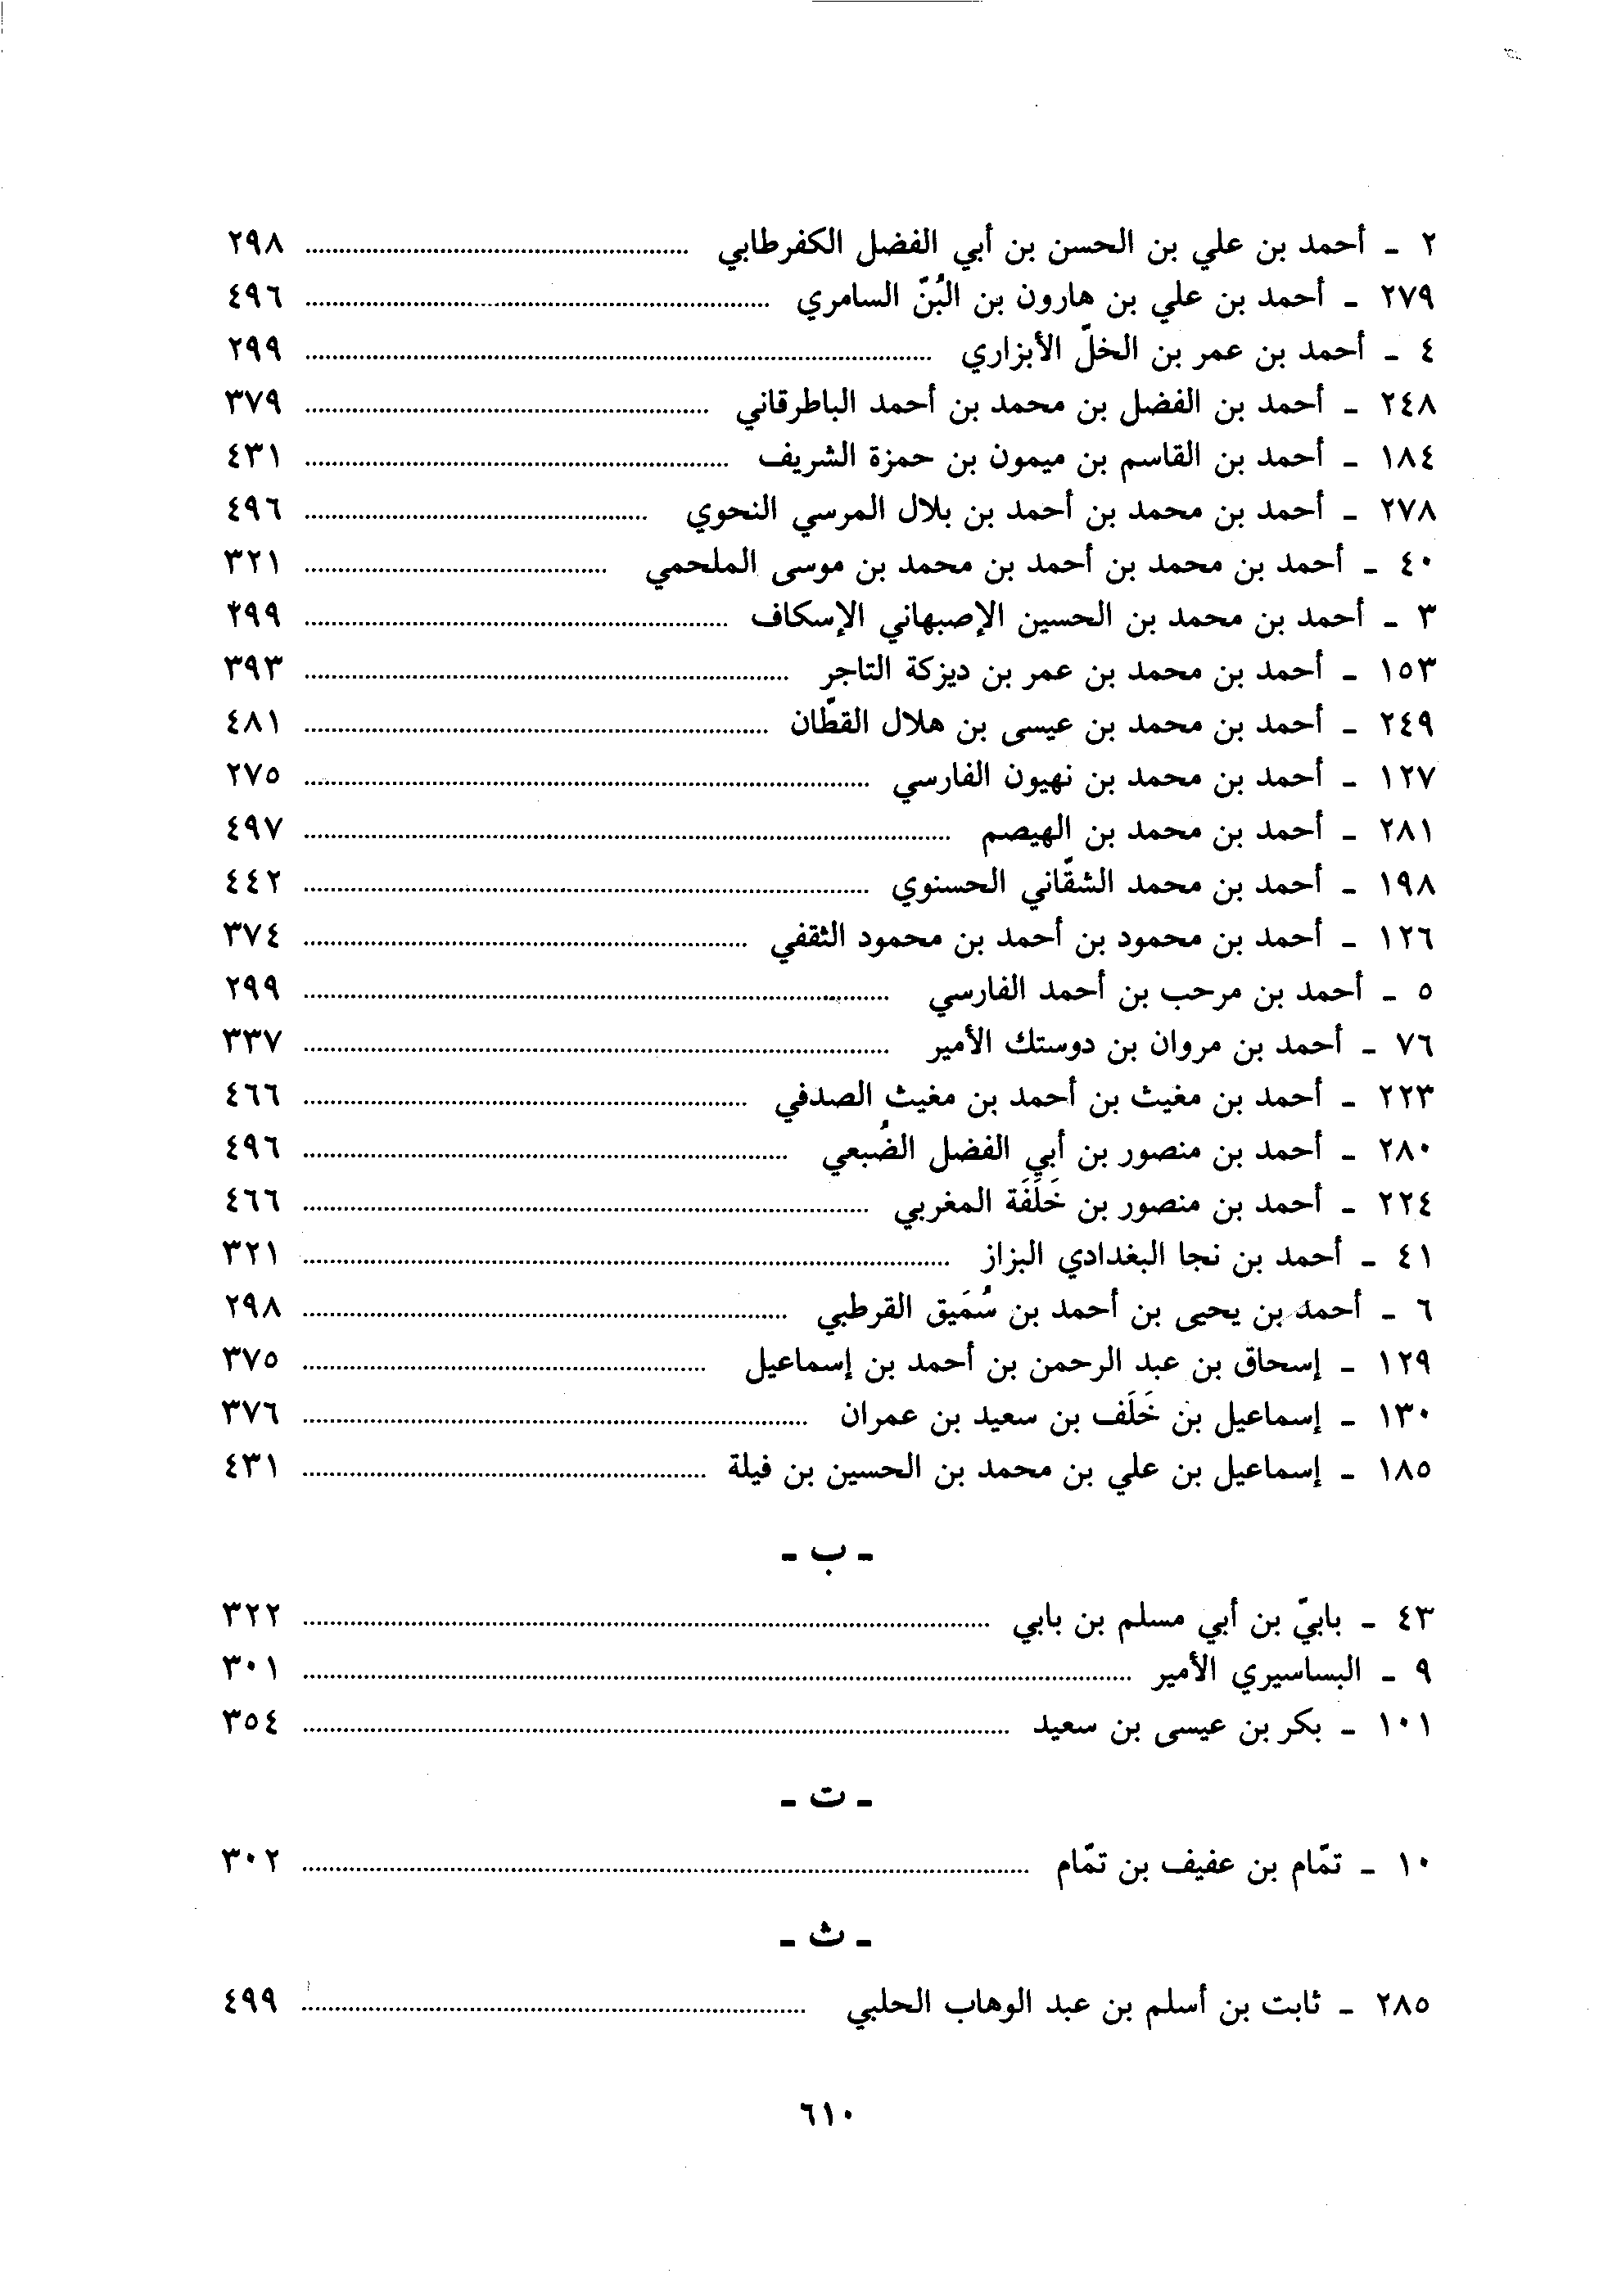 ٢ - أحمد بن علي بن الحسن بن أبي الفضل الكفرطابي ........ ٢٩٨
٢٧٩ - أحمد بن علي بن هارون بن البُنّ السامري ........ ٤٩٦
٤ - أحمد بن عمر بن الخلّ الأبزاري ........ ٢٩٩
٢٤٨ - أحمد بن الفضل بن محمد بن أحمد الباطرقاني ........ ٣٧٩
١٨٤ - أحمد بن القاسم بن ميمون بن حمزة الشريف ........ ٤٣١
٢٧٨ - أحمد بن محمد بن أحمد بن بلال المرسي النحوي ........ ٤٩٦
٤٠ - أحمد بن محمد بن أحمد بن محمد بن موسى الملحمي ........ ٣٢١
٣ - أحمد بن محمد بن الحسين الإصبهاني الإسكاف ........ ٢٩٩
١٥٣ - أحمد بن محمد بن عمر بن ديزكة التاجر ........ ٣٩٣
٢٤٩ - أحمد بن محمد بن عيسى بن هلال القطّان ........ ٤٨١
١٢٧ - أحمد بن محمد بن نهيون الفارسي ........ ٢٧٥
٢٨١ - أحمد بن محمد بن الهيصم ........ ٤٩٧
١٩٨ - أحمد بن محمد الشقّاني الحسنوي ........ ٤٤٢
١٢٦ - أحمد بن محمود بن أحمد بن محمود الثقفي ........ ٣٧٤
٥ - أحمد بن مرحب بن أحمد الفارسي ........ ٢٩٩
٧٦ - أحمد بن مروان بن دوستك الأمير ........ ٣٣٧
٢٢٣ - أحمد بن مغيث بن أحمد بن مغيث الصدفي ........ ٤٦٦
٢٨٠ - أحمد بن منصور بن أبي الفضل الضُبعي ........ ٤٩٦
٢٢٤ - أحمد بن منصور بن خَلَفَة المغربي ........ ٤٦٦
٤١ - أحمد بن نجا البغدادي البزاز ........ ٣٢١
٦ - أحمد بن يحيى بن أحمد بن سُمَيق القرطبي ........ ٢٩٨
١٢٩ - إسحاق بن عبد الرحمن بن أحمد بن إسماعيل ........ ٣٧٥
١٣٠ - إسماعيل بن خَلَف بن سعيد بن عمران ........ ٣٧٦
١٨٥ - إسماعيل بن علي بن محمد بن الحسين بن فيلة ........ ٤٣١
- ب -
٤٣ - بابيّ بن أبي مسلم بن بابي ........ ٣٢٢
٩ - البساسيري الأمير ........ ٣٠١
١٠١ - بكر بن عيسى بن سعيد ........ ٣٥٤
- ت -
١٠ - تمّام بن عفيف بن تمّام ........ ٣٠٢
- ث -
٢٨٥ - ثابت بن أسلم بن عبد الوهاب الحلبي ........ ٤٩٩
٦١٠